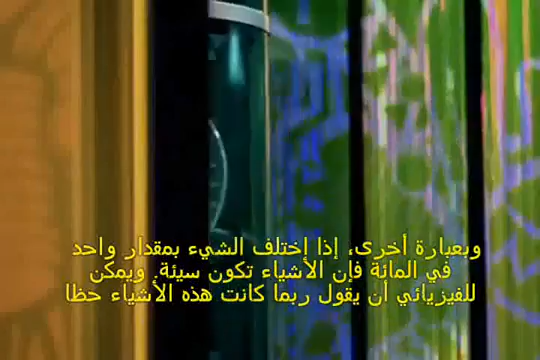 وبعبارة أخرى، إذا إختلف الشيء بمقدار واحد
في المائة فإن الأشياء تكون سيئة. ويمكن
للفيزيائي أن يقول ربما كانت هذه الأشياء حظا